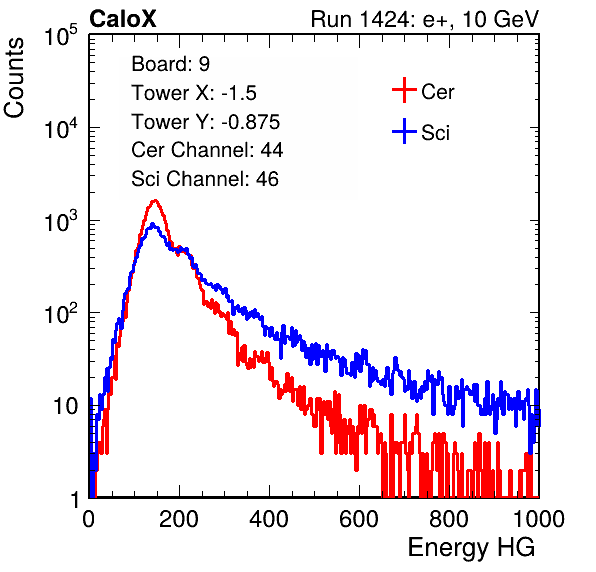 CaloX Run 1424: e+, 10 GeV
Counts
10^5
10^4
10^3
10^2
10
1
Board: 9
Tower X: -1.5
Tower Y: -0.875
Cer Channel: 44
Sci Channel: 46
Cer
Sci
0 200 400 600 800 1000
Energy HG